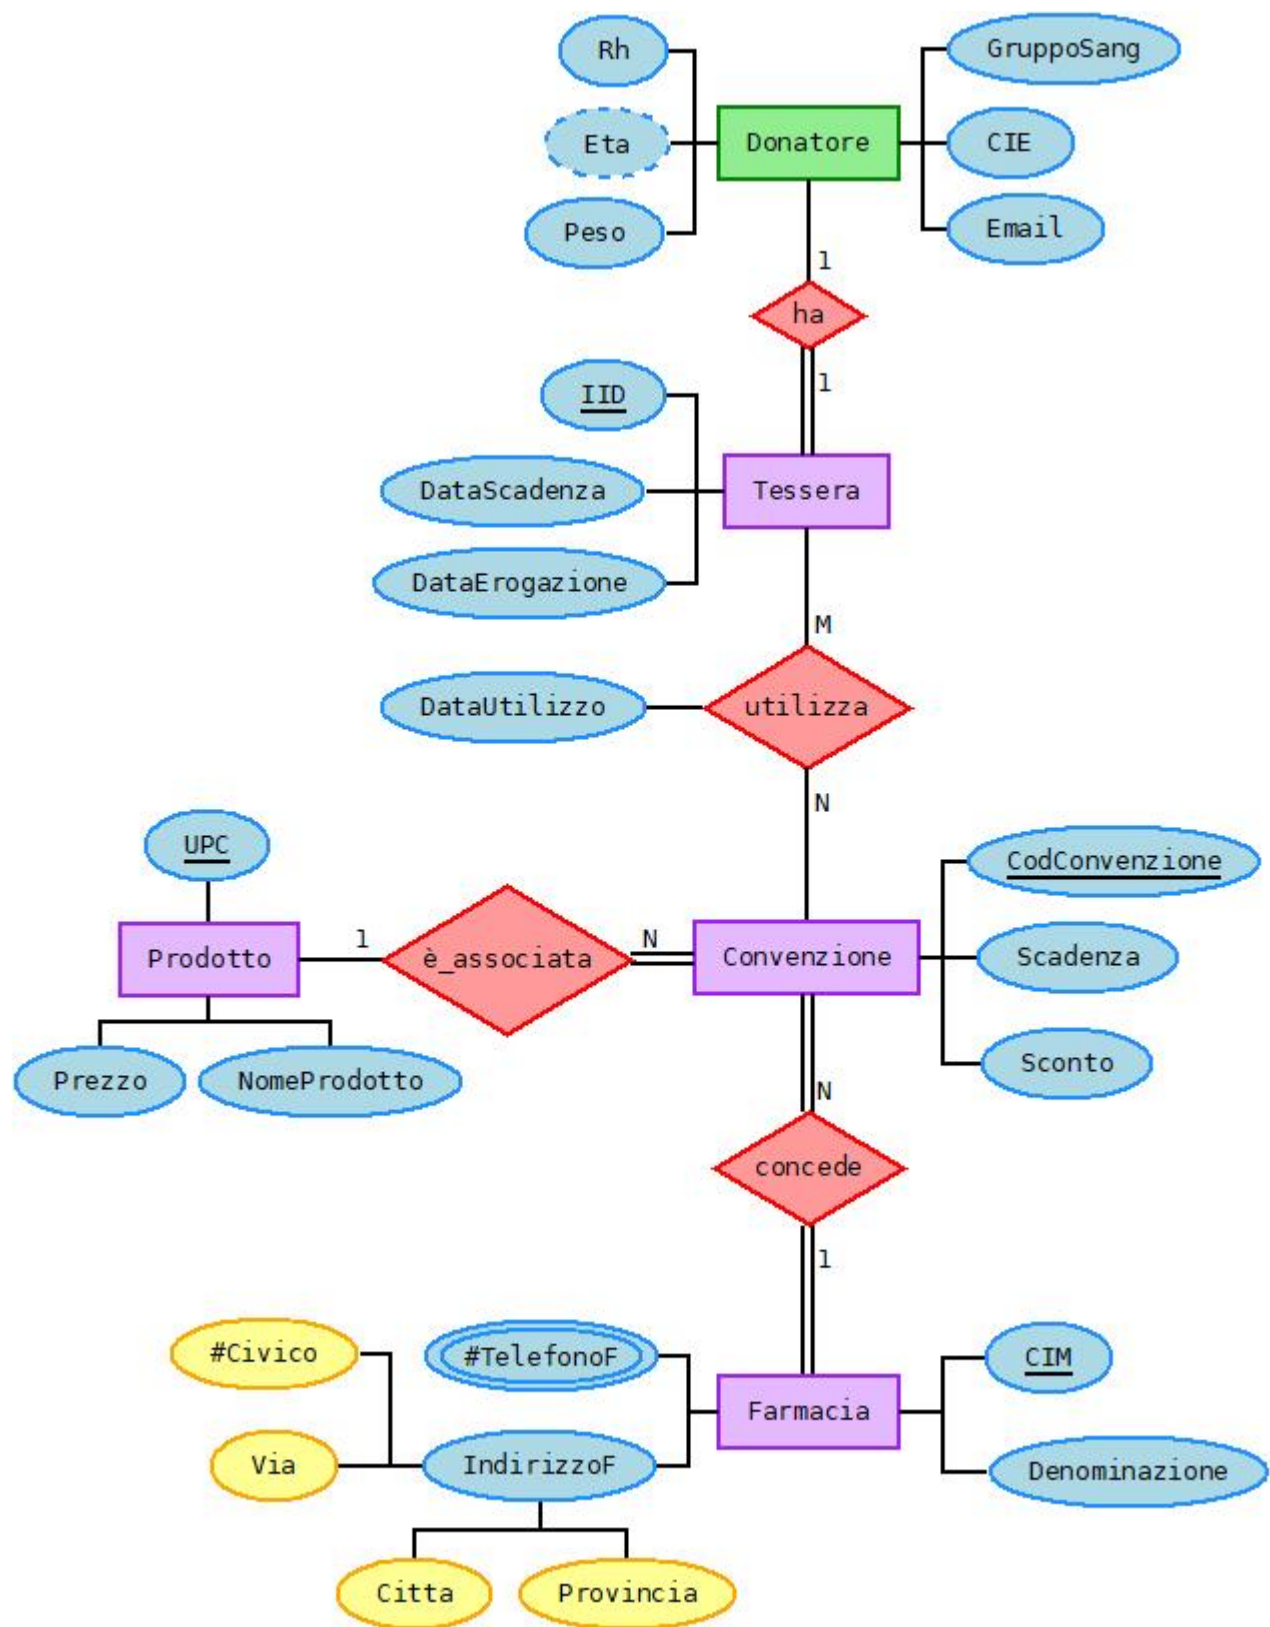 Rh
GruppoSang
Eta
Donatore
CIE
Peso
Email
1
ha
1
IID
DataScadenza
Tessera
DataErogazione
M
DataUtilizzo
utilizza
N
UPC
CodConvenzione
Prodotto
1
è_associata
N
Convenzione
Scadenza
Prezzo
NomeProdotto
Sconto
N
concede
1
#Civico
#TelefonoF
CIM
Farmacia
Via
IndirizzoF
Denominazione
Citta
Provincia